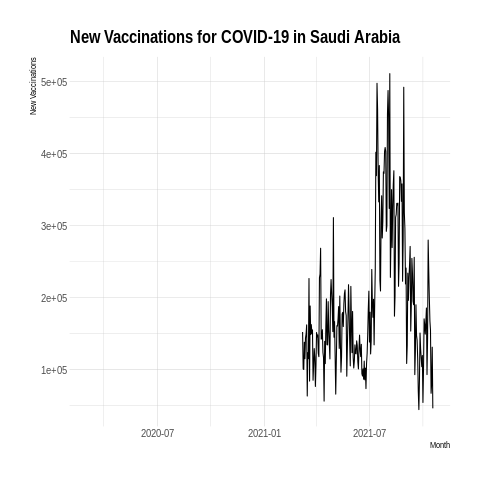 New Vaccinations for COVID-19 in Saudi Arabia
New Vaccinations
5e+05
4e+05
3e+05
2e+05
1e+05
2020-07 2021-01 2021-07
Month